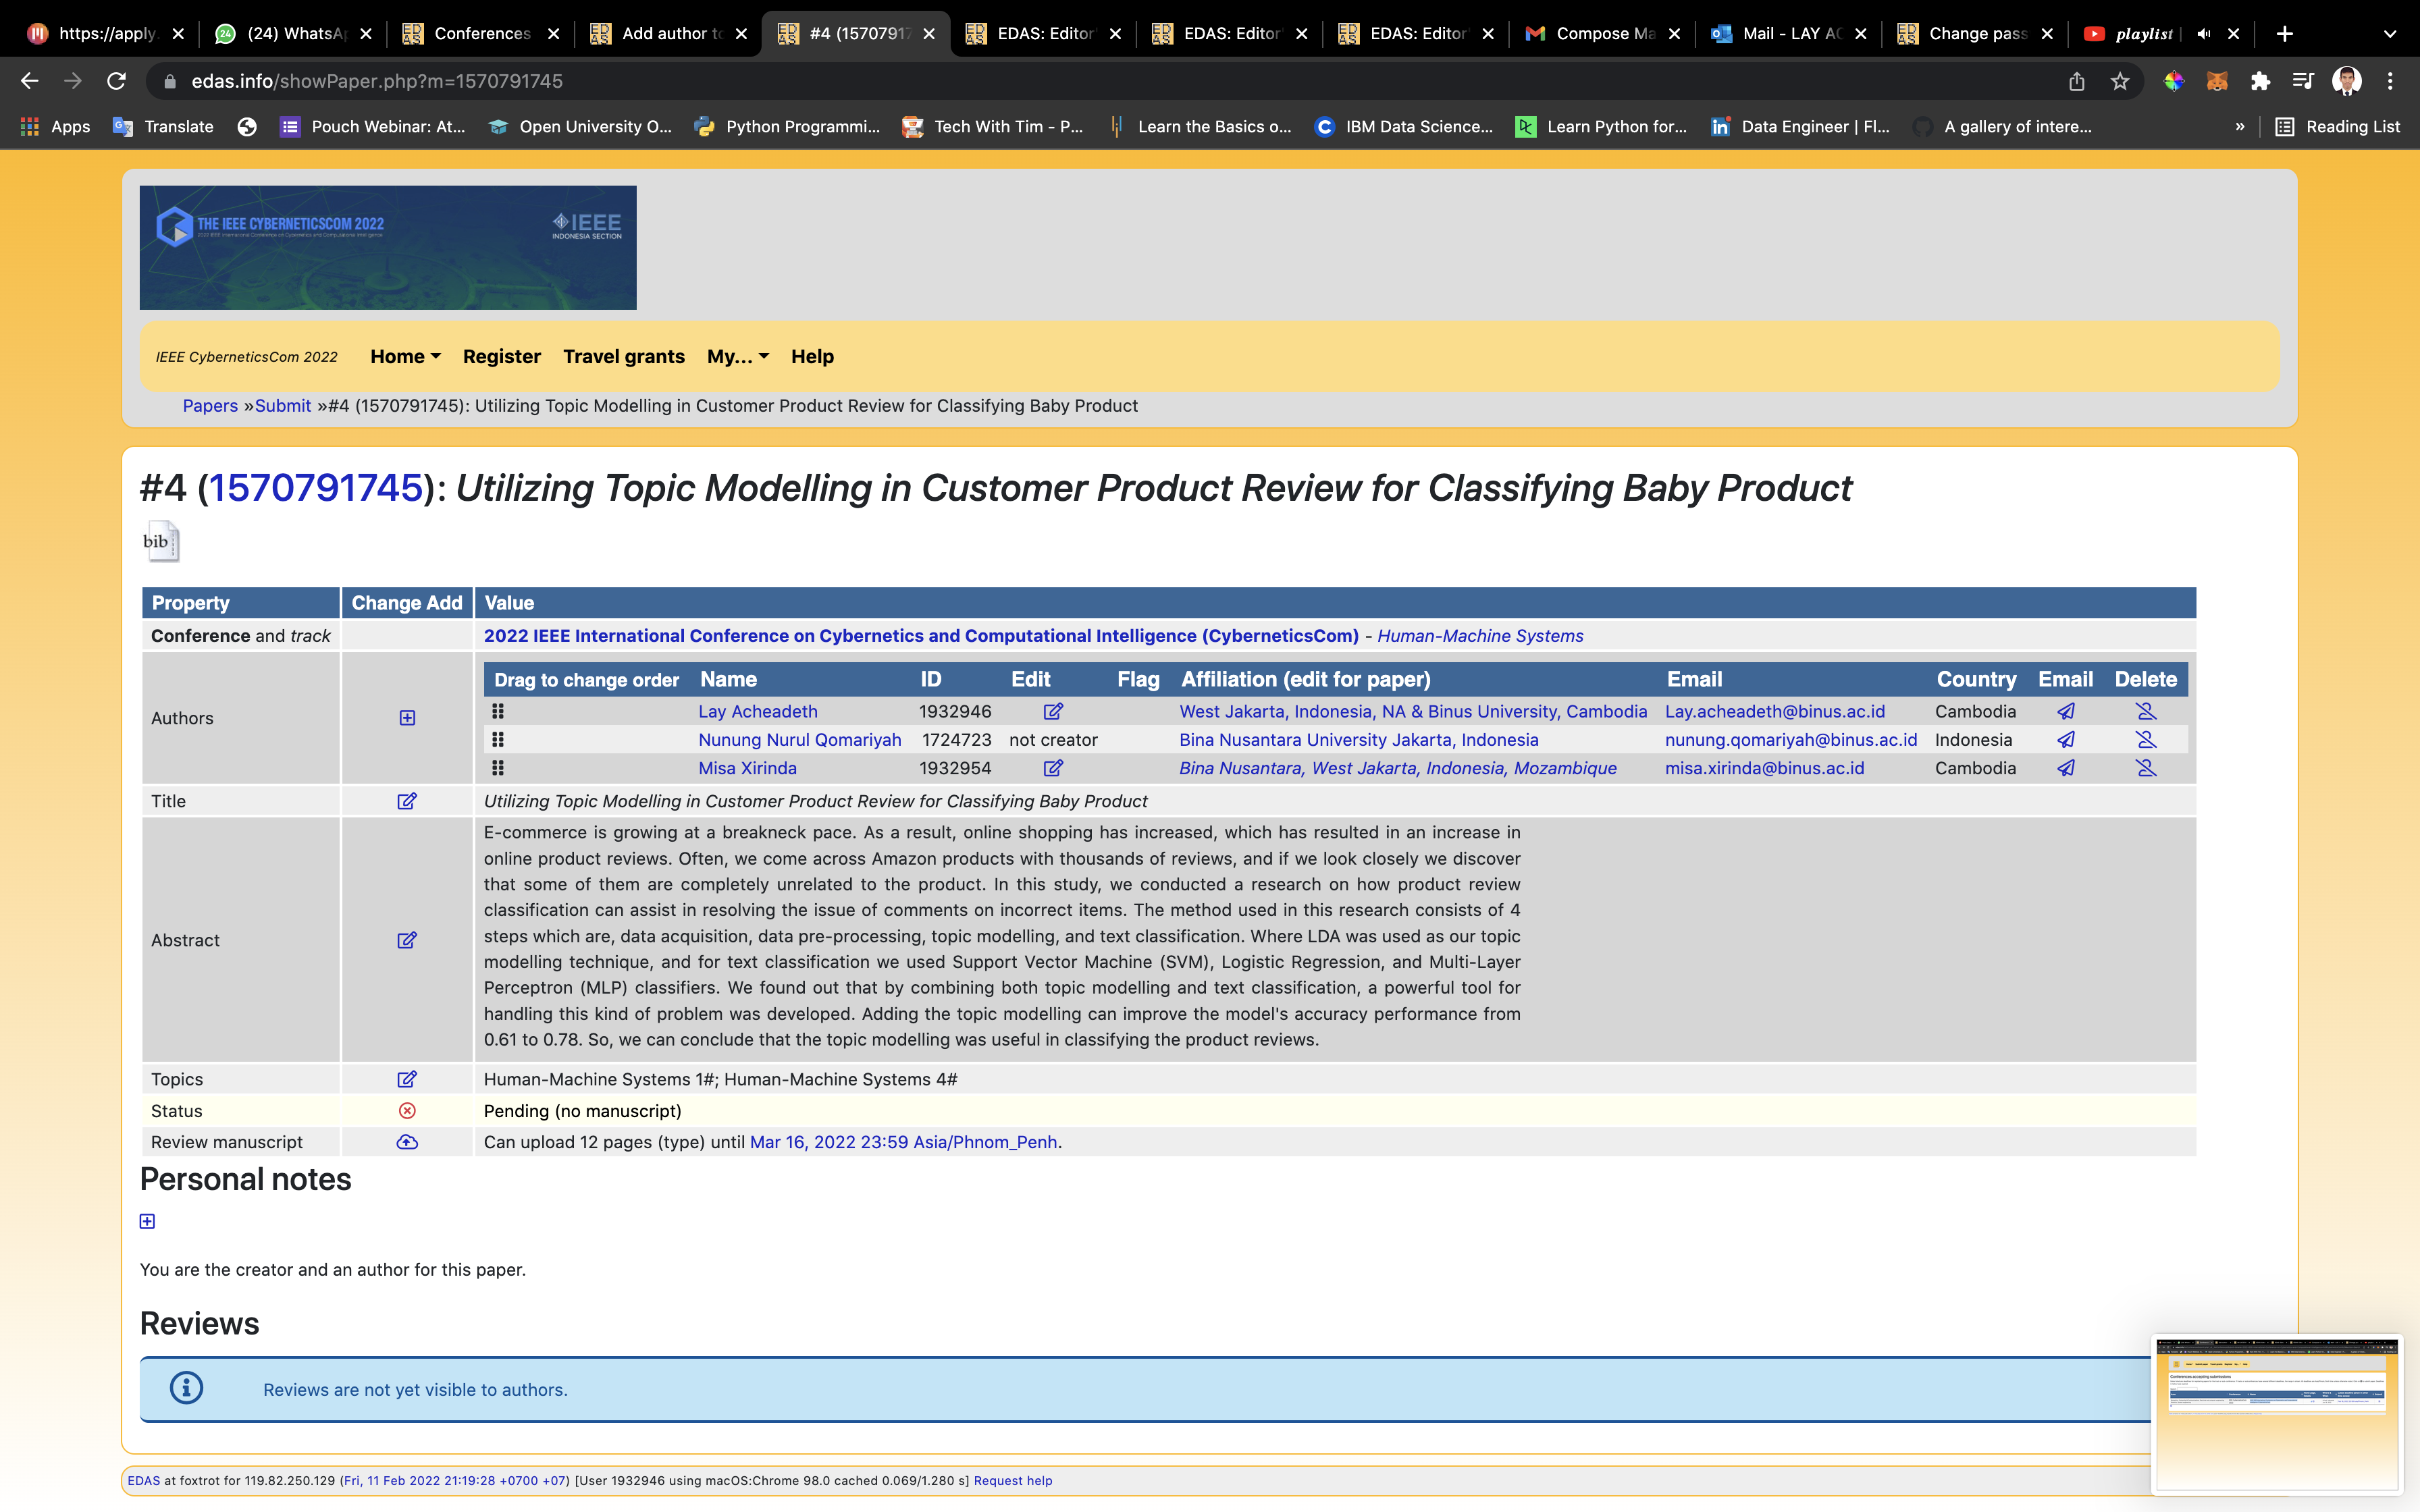 https://apply.
(24) WhatsA
Conferences
Add author to
#4 (15707917
EDAS: Editor'
EDAS: Editor'
EDAS: Editor'
Compose Ma
Mail - LAY AC
Change pass
playlist
edas.info/showPaper.php?m=1570791745
Apps
Translate
Pouch Webinar: At...
Open University O...
Python Programmi...
Tech With Tim - P...
Learn the Basics o...
IBM Data Science...
Learn Python for...
Data Engineer | Fl...
A gallery of intere...
»
Reading List
THE IEEE CYBERNETICSCOM 2022
2022 IEEE International Conference on Cybernetics and Computational Intelligence
IEEE
INDONESIA SECTION
IEEE CyberneticsCom 2022 Home Register Travel grants My... Help
Papers »Submit »#4 (1570791745): Utilizing Topic Modelling in Customer Product Review for Classifying Baby Product
#4 (1570791745): Utilizing Topic Modelling in Customer Product Review for Classifying Baby Product
bib
Property Change Add Value
Conference and track 2022 IEEE International Conference on Cybernetics and Computational Intelligence (CyberneticsCom) - Human-Machine Systems
Authors
Drag to change order Name ID Edit Flag Affiliation (edit for paper) Email Country Email Delete
Lay Acheadeth 1932946 West Jakarta, Indonesia, NA & Binus University, Cambodia Lay.acheadeth@binus.ac.id Cambodia
Nunung Nurul Qomariyah 1724723 not creator Bina Nusantara University Jakarta, Indonesia nunung.qomariyah@binus.ac.id Indonesia
Misa Xirinda 1932954 Bina Nusantara, West Jakarta, Indonesia, Mozambique misa.xirinda@binus.ac.id Cambodia
Title Utilizing Topic Modelling in Customer Product Review for Classifying Baby Product
Abstract
E-commerce is growing at a breakneck pace. As a result, online shopping has increased, which has resulted in an increase in
online product reviews. Often, we come across Amazon products with thousands of reviews, and if we look closely we discover
that some of them are completely unrelated to the product. In this study, we conducted a research on how product review
classification can assist in resolving the issue of comments on incorrect items. The method used in this research consists of 4
steps which are, data acquisition, data pre-processing, topic modelling, and text classification. Where LDA was used as our topic
modelling technique, and for text classification we used Support Vector Machine (SVM), Logistic Regression, and Multi-Layer
Perceptron (MLP) classifiers. We found out that by combining both topic modelling and text classification, a powerful tool for
handling this kind of problem was developed. Adding the topic modelling can improve the model's accuracy performance from
0.61 to 0.78. So, we can conclude that the topic modelling was useful in classifying the product reviews.
Topics Human-Machine Systems 1#; Human-Machine Systems 4#
Status Pending (no manuscript)
Review manuscript Can upload 12 pages (type) until Mar 16, 2022 23:59 Asia/Phnom_Penh.
Personal notes
You are the creator and an author for this paper.
Reviews
Reviews are not yet visible to authors.
EDAS at foxtrot for 119.82.250.129 (Fri, 11 Feb 2022 21:19:28 +0700 +07) [User 1932946 using macOS:Chrome 98.0 cached 0.069/1.280 s] Request help